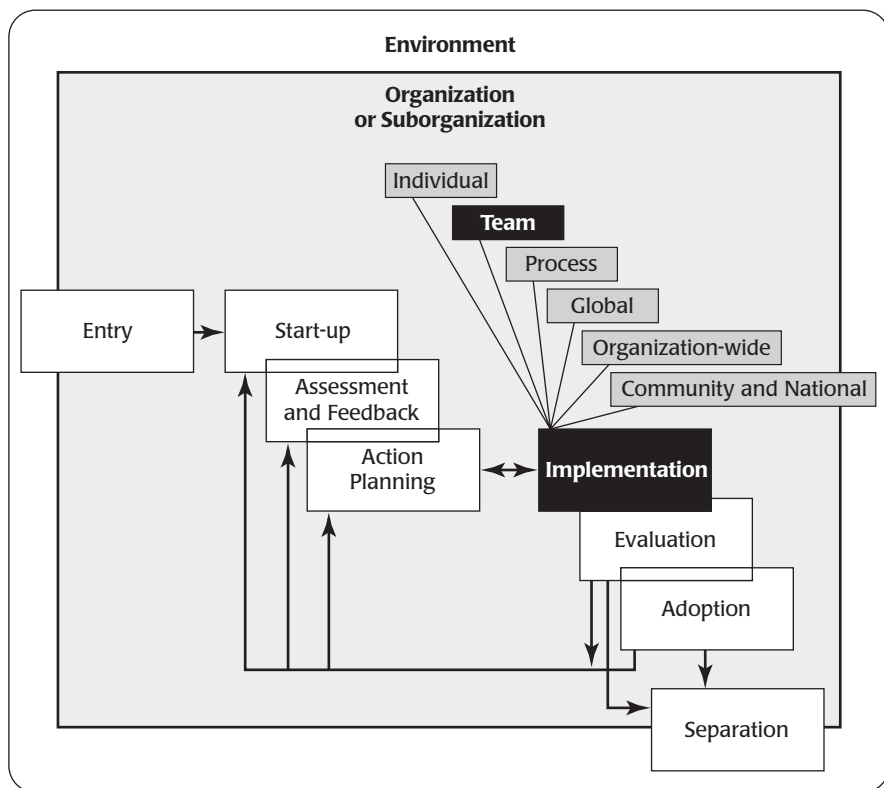 Environment
Organization
or Suborganization
Individual
Team
Process
Global
Organization-wide
Community and National
Entry
Start-up
Assessment
and Feedback
Action
Planning
Implementation
Evaluation
Adoption
Separation